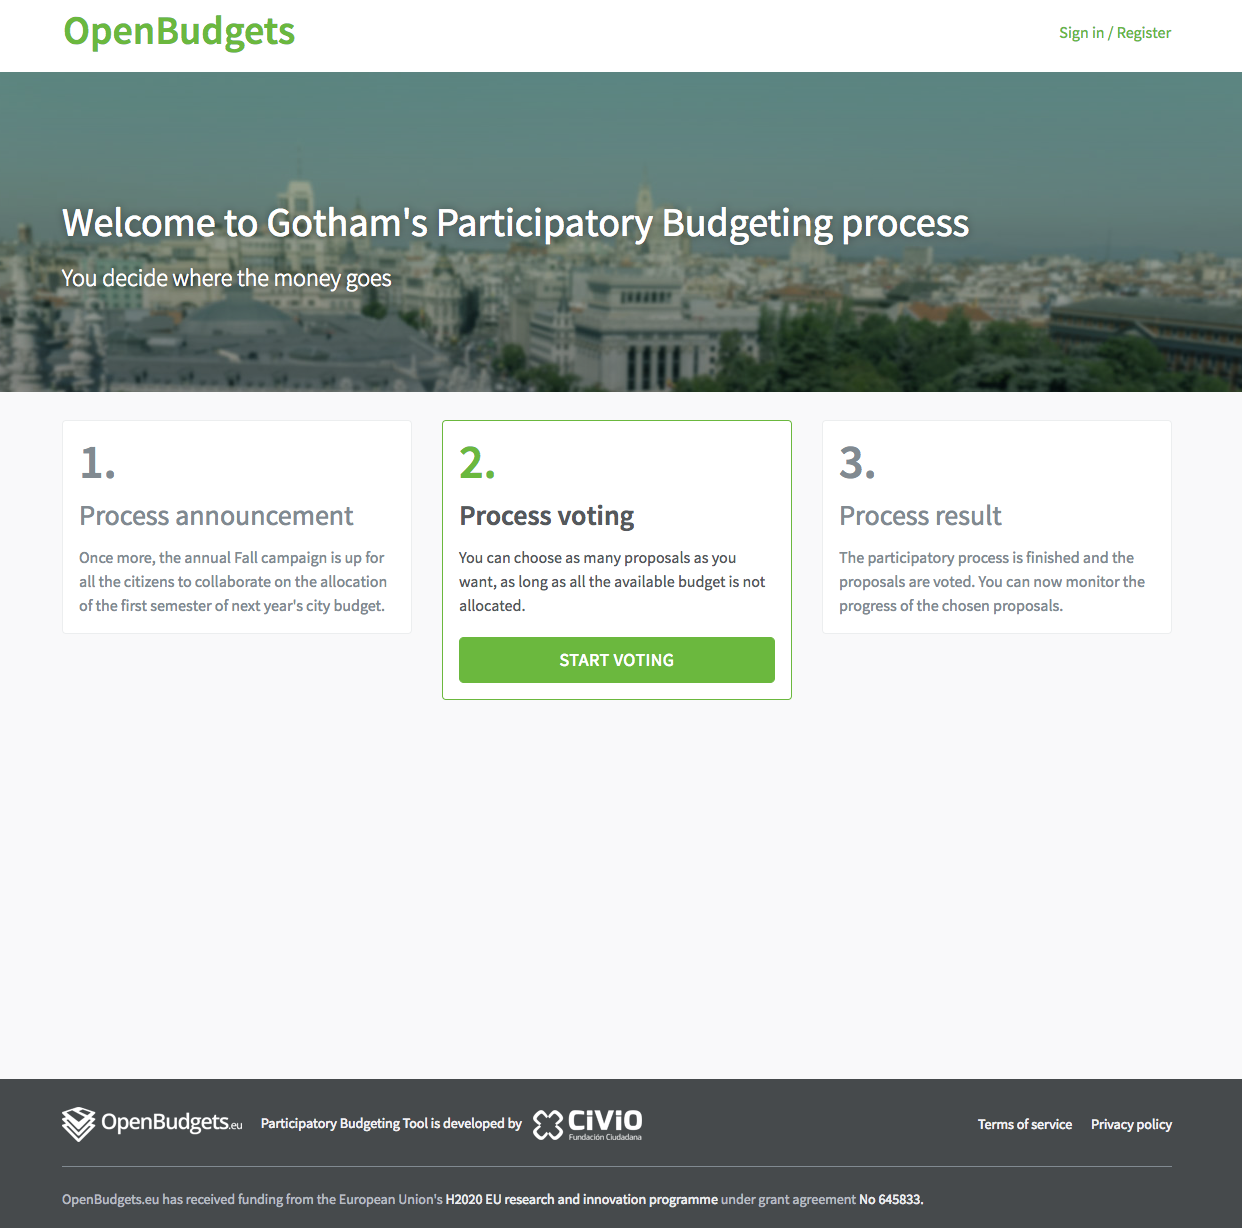 OpenBudgets
Sign in / Register
Welcome to Gotham's Participatory Budgeting process
You decide where the money goes
1.
Process announcement
Once more, the annual Fall campaign is up for
all the citizens to collaborate on the allocation
of the first semester of next year's city budget.
2.
Process voting
You can choose as many proposals as you
want, as long as all the available budget is not
allocated.
START VOTING
3.
Process result
The participatory process is finished and the
proposals are voted. You can now monitor the
progress of the chosen proposals.
OpenBudgets.eu
Participatory Budgeting Tool is developed by
CiViO
Fundación Ciudadana
Terms of service
Privacy policy
OpenBudgets.eu has received funding from the European Union's H2020 EU research and innovation programme under grant agreement No 645833.